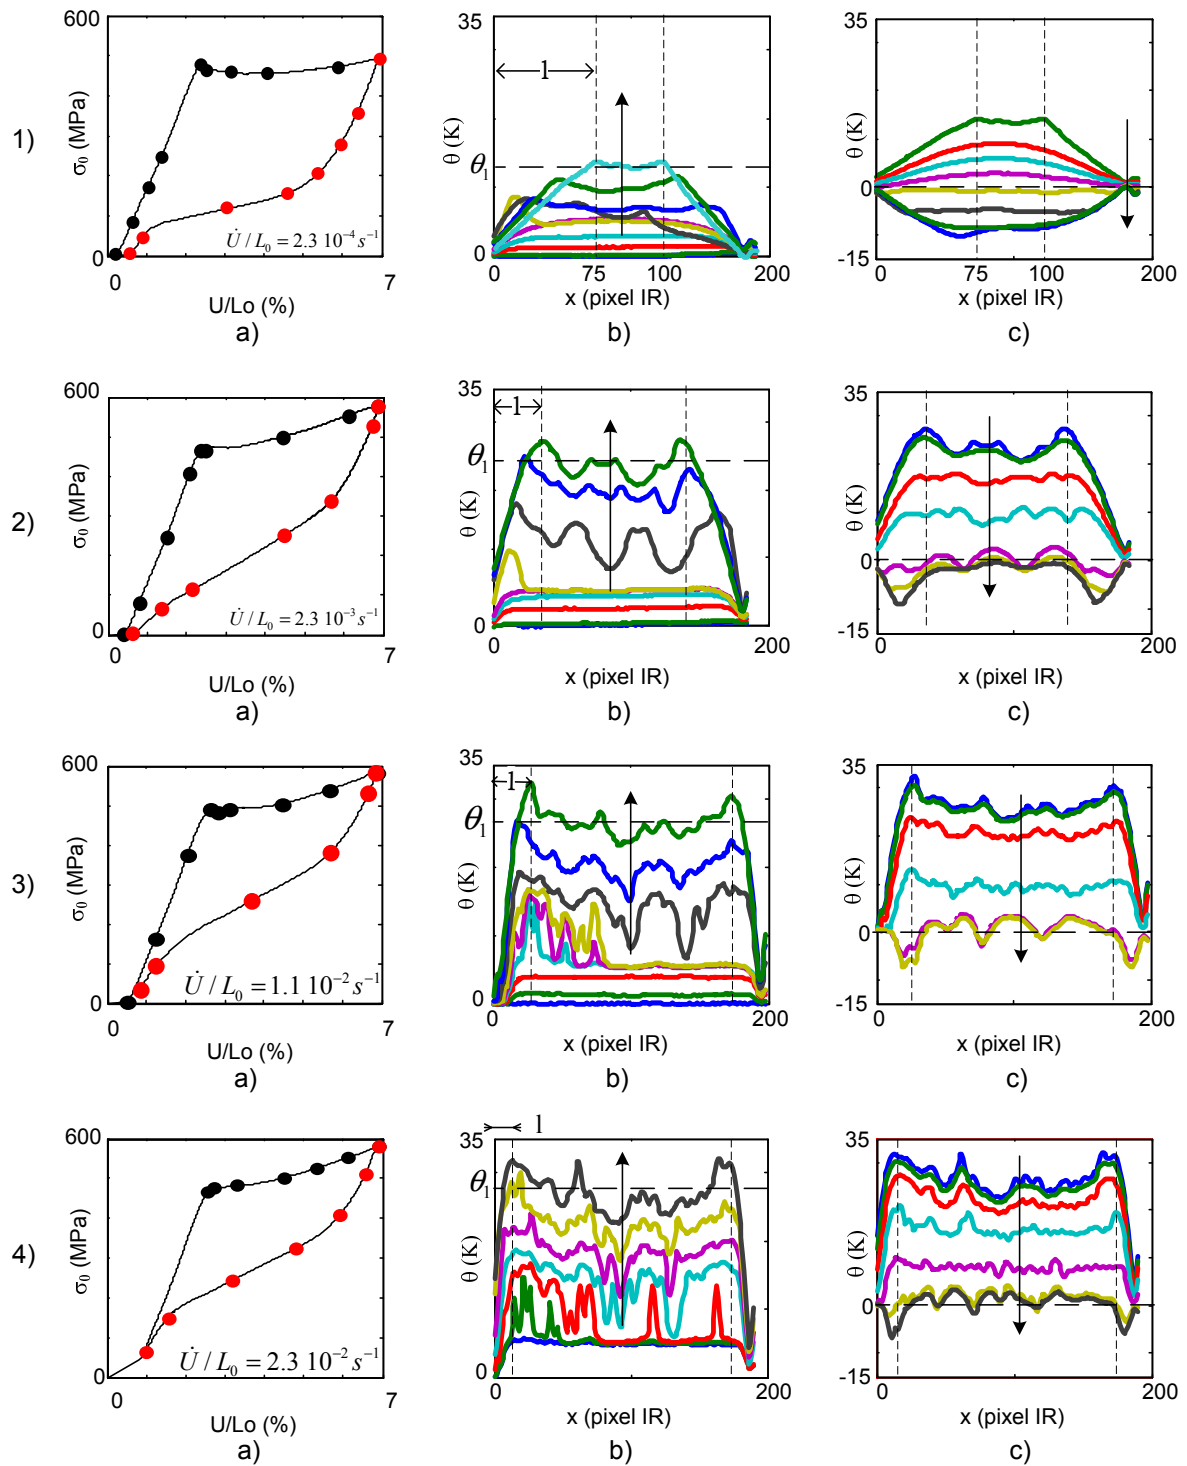 1)
600
σ₀ (MPa)
0
U̇ / L₀ = 2.3 10⁻⁴ s⁻¹
0
7
U/Lo (%)
a)
35
θ (K)
l
θ₁
0
0
75
100
200
x (pixel IR)
b)
35
θ (K)
0
-15
0
75
100
200
x (pixel IR)
c)
2)
600
σ₀ (MPa)
0
U̇ / L₀ = 2.3 10⁻³ s⁻¹
0
7
U/Lo (%)
a)
35
θ (K)
l
θ₁
0
0
200
x (pixel IR)
b)
35
θ (K)
0
-15
0
200
x (pixel IR)
c)
3)
600
σ₀ (MPa)
0
U̇ / L₀ = 1.1 10⁻² s⁻¹
0
7
U/Lo (%)
a)
35
θ (K)
l
θ₁
0
0
200
x (pixel IR)
b)
35
θ (K)
0
-15
0
200
x (pixel IR)
c)
4)
600
σ₀ (MPa)
0
U̇ / L₀ = 2.3 10⁻² s⁻¹
0
7
U/Lo (%)
a)
l
35
θ (K)
θ₁
0
0
200
x (pixel IR)
b)
35
θ (K)
0
-15
0
200
x (pixel IR)
c)